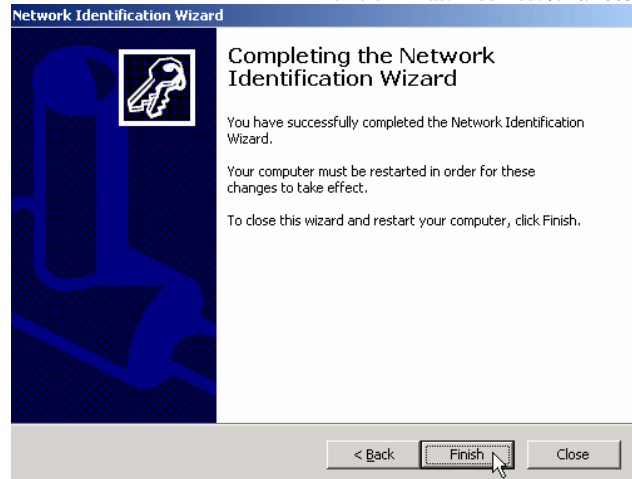 Network Identification Wizard
Completing the Network
Identification Wizard
You have successfully completed the Network Identification
Wizard.
Your computer must be restarted in order for these
changes to take effect.
To close this wizard and restart your computer, click Finish.
< Back
Finish
Close